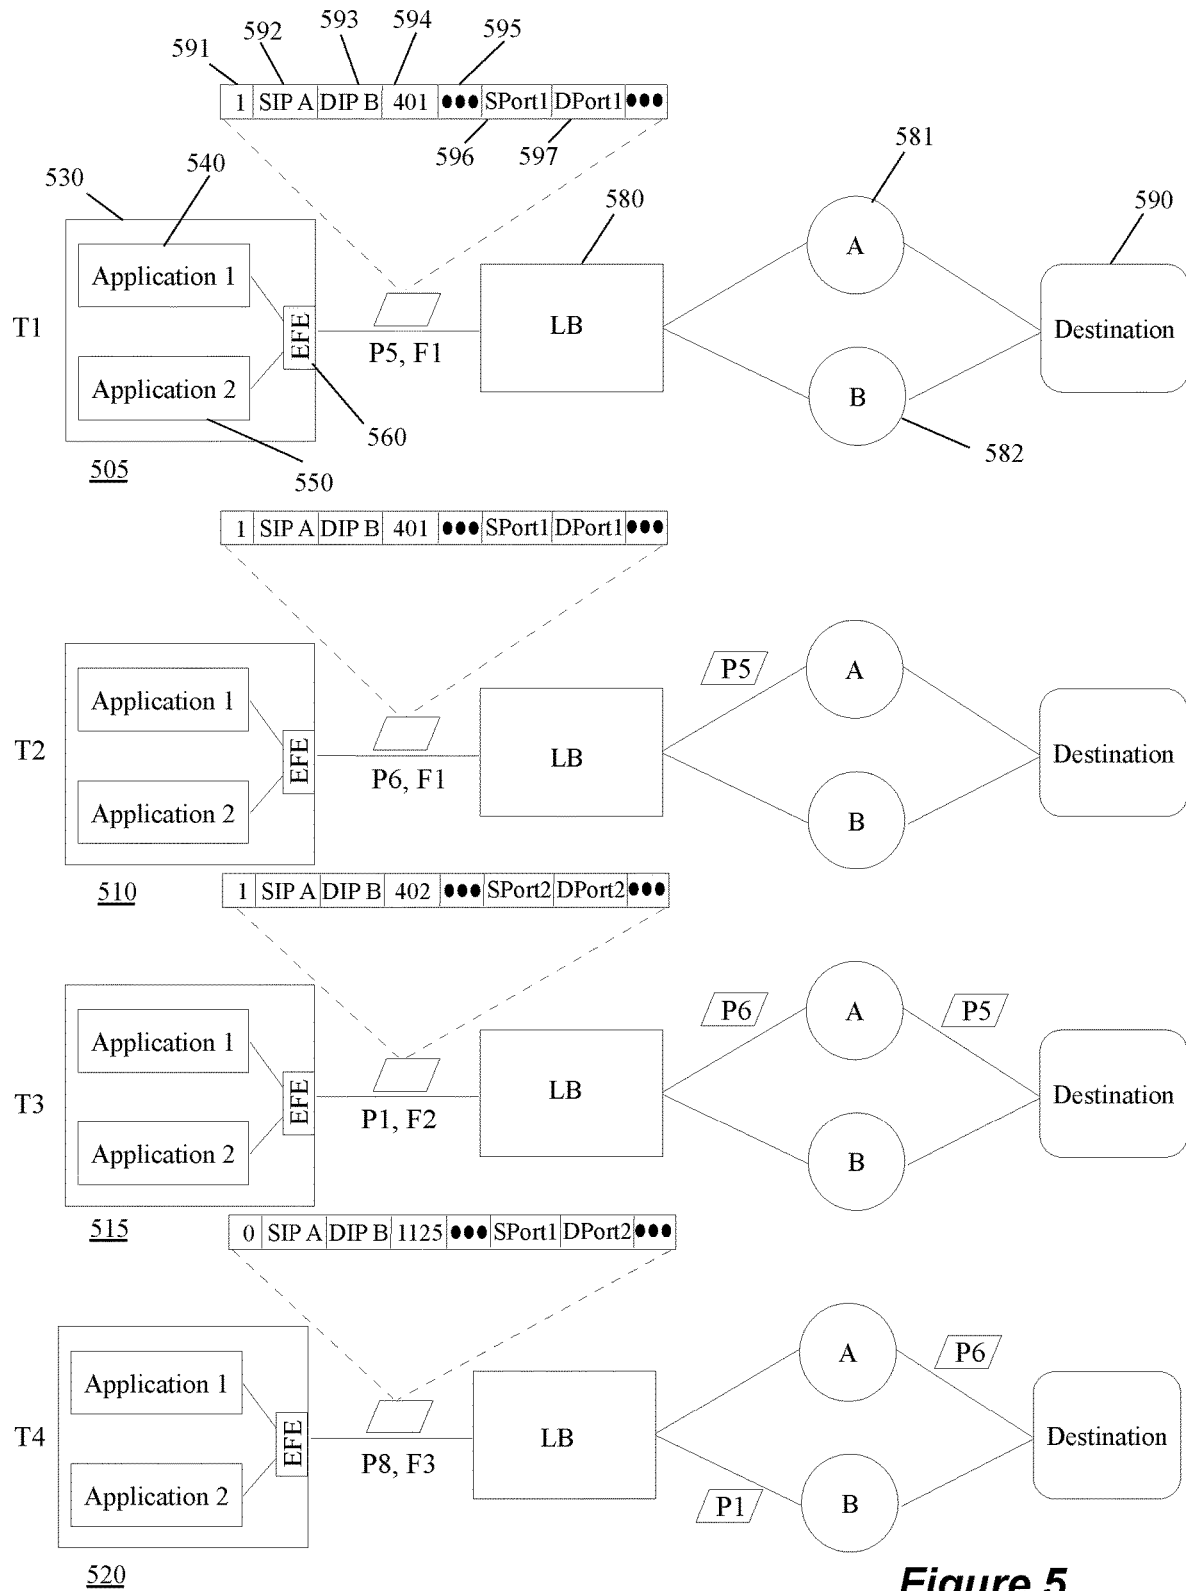 591 592 593 594 595
1 SIP A DIP B 401 ●●● SPort1 DPort1 ●●●
596 597
530 540 580 581 590
T1
Application 1
Application 2
EFE
P5, F1
LB
A
B
Destination
505
550
560
582
1 SIP A DIP B 401 ●●● SPort1 DPort1 ●●●
T2
Application 1
Application 2
EFE
P6, F1
LB
P5
A
B
Destination
510
1 SIP A DIP B 402 ●●● SPort2 DPort2 ●●●
T3
Application 1
Application 2
EFE
P1, F2
LB
P6
A
P5
B
Destination
515
0 SIP A DIP B 1125 ●●● SPort1 DPort2 ●●●
T4
Application 1
Application 2
EFE
P8, F3
LB
A
P6
P1
B
Destination
520
Figure 5